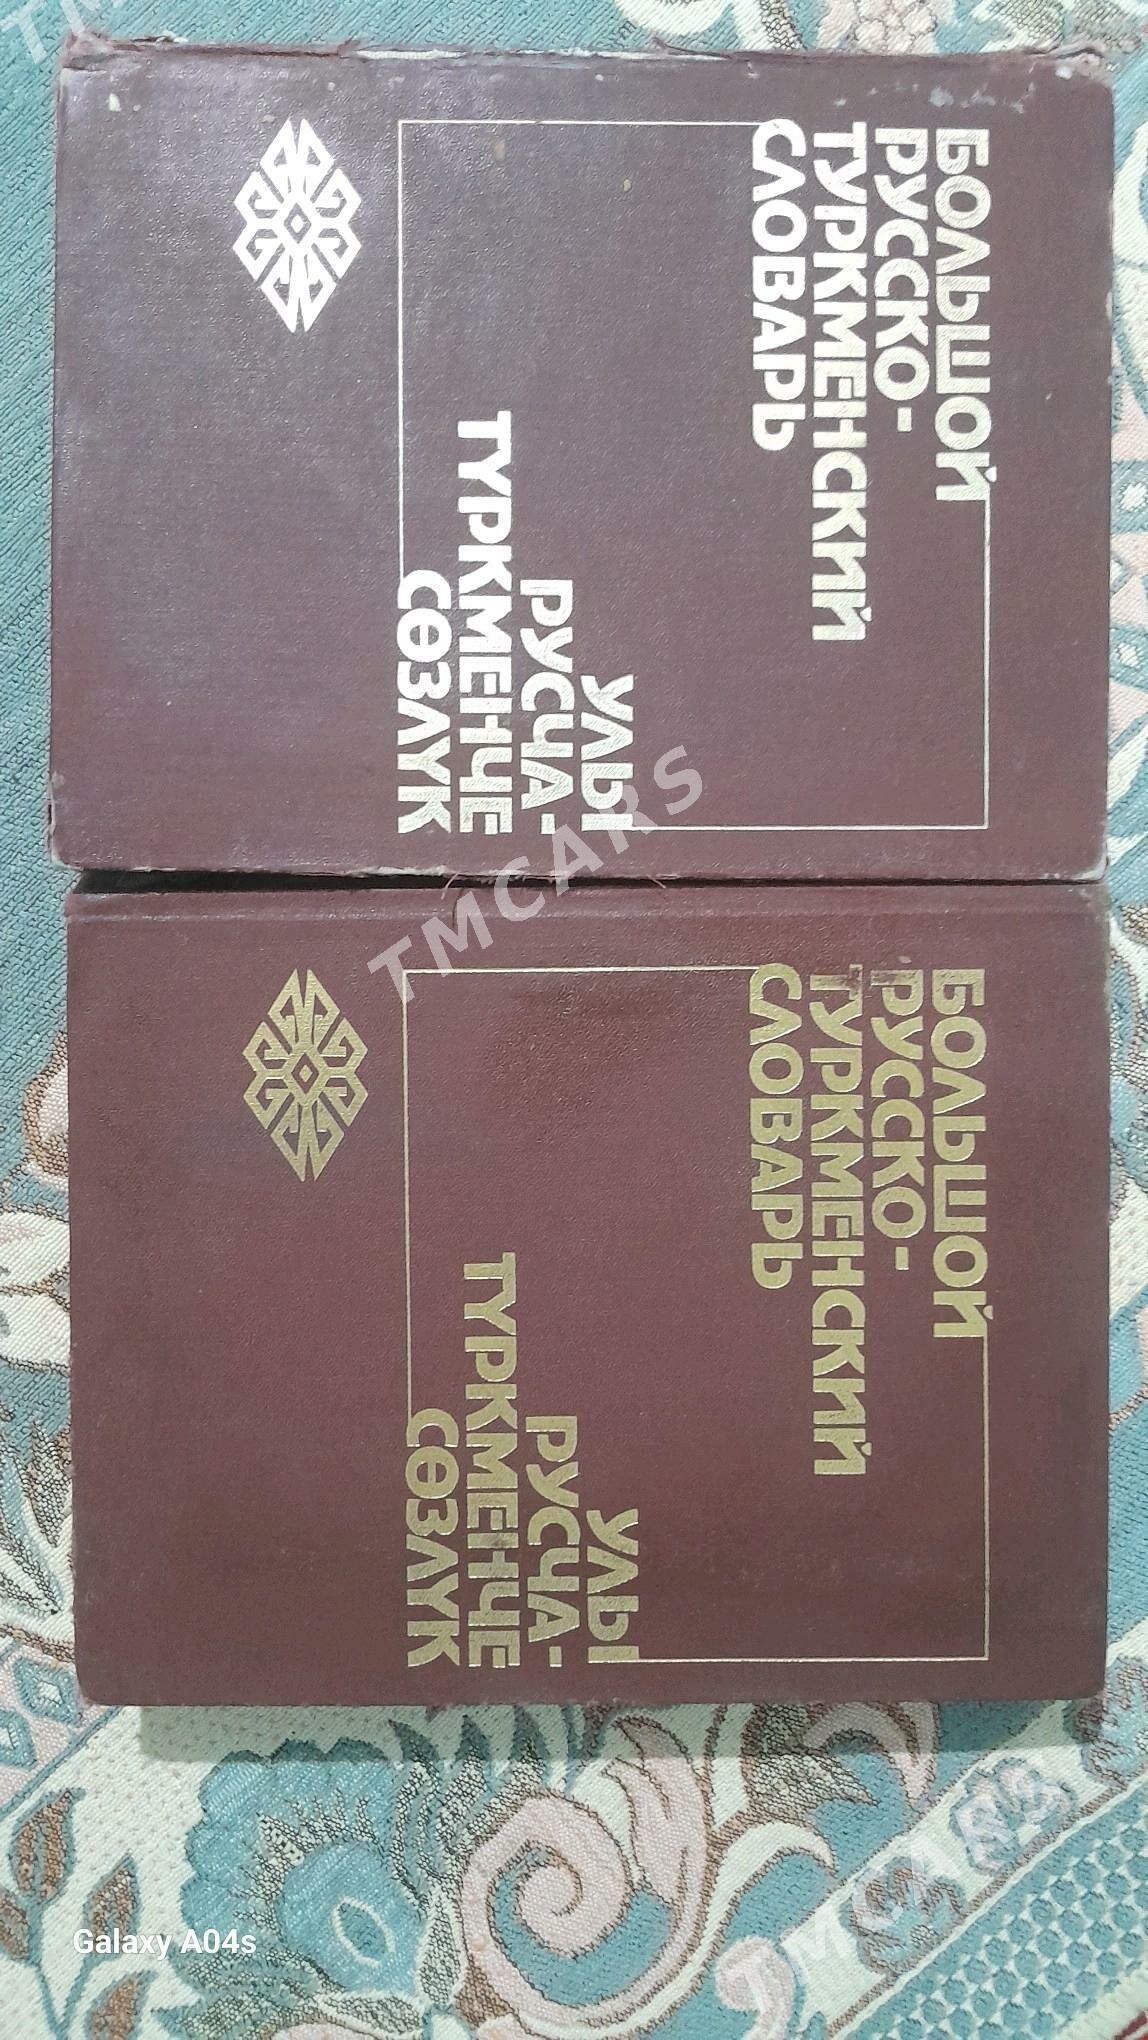 БОЛЬШОЙ
РУССКО-
ТУРКМЕНСКИЙ
СЛОВАРЬ
УЛЫ
РУСЧА-
ТҮРКМЕНЧЕ
СӨЗЛҮК
БОЛЬШОЙ
РУССКО-
ТУРКМЕНСКИЙ
СЛОВАРЬ
УЛЫ
РУСЧА-
ТҮРКМЕНЧЕ
СӨЗЛҮК
TMCARS
TMCARS
Galaxy A04s